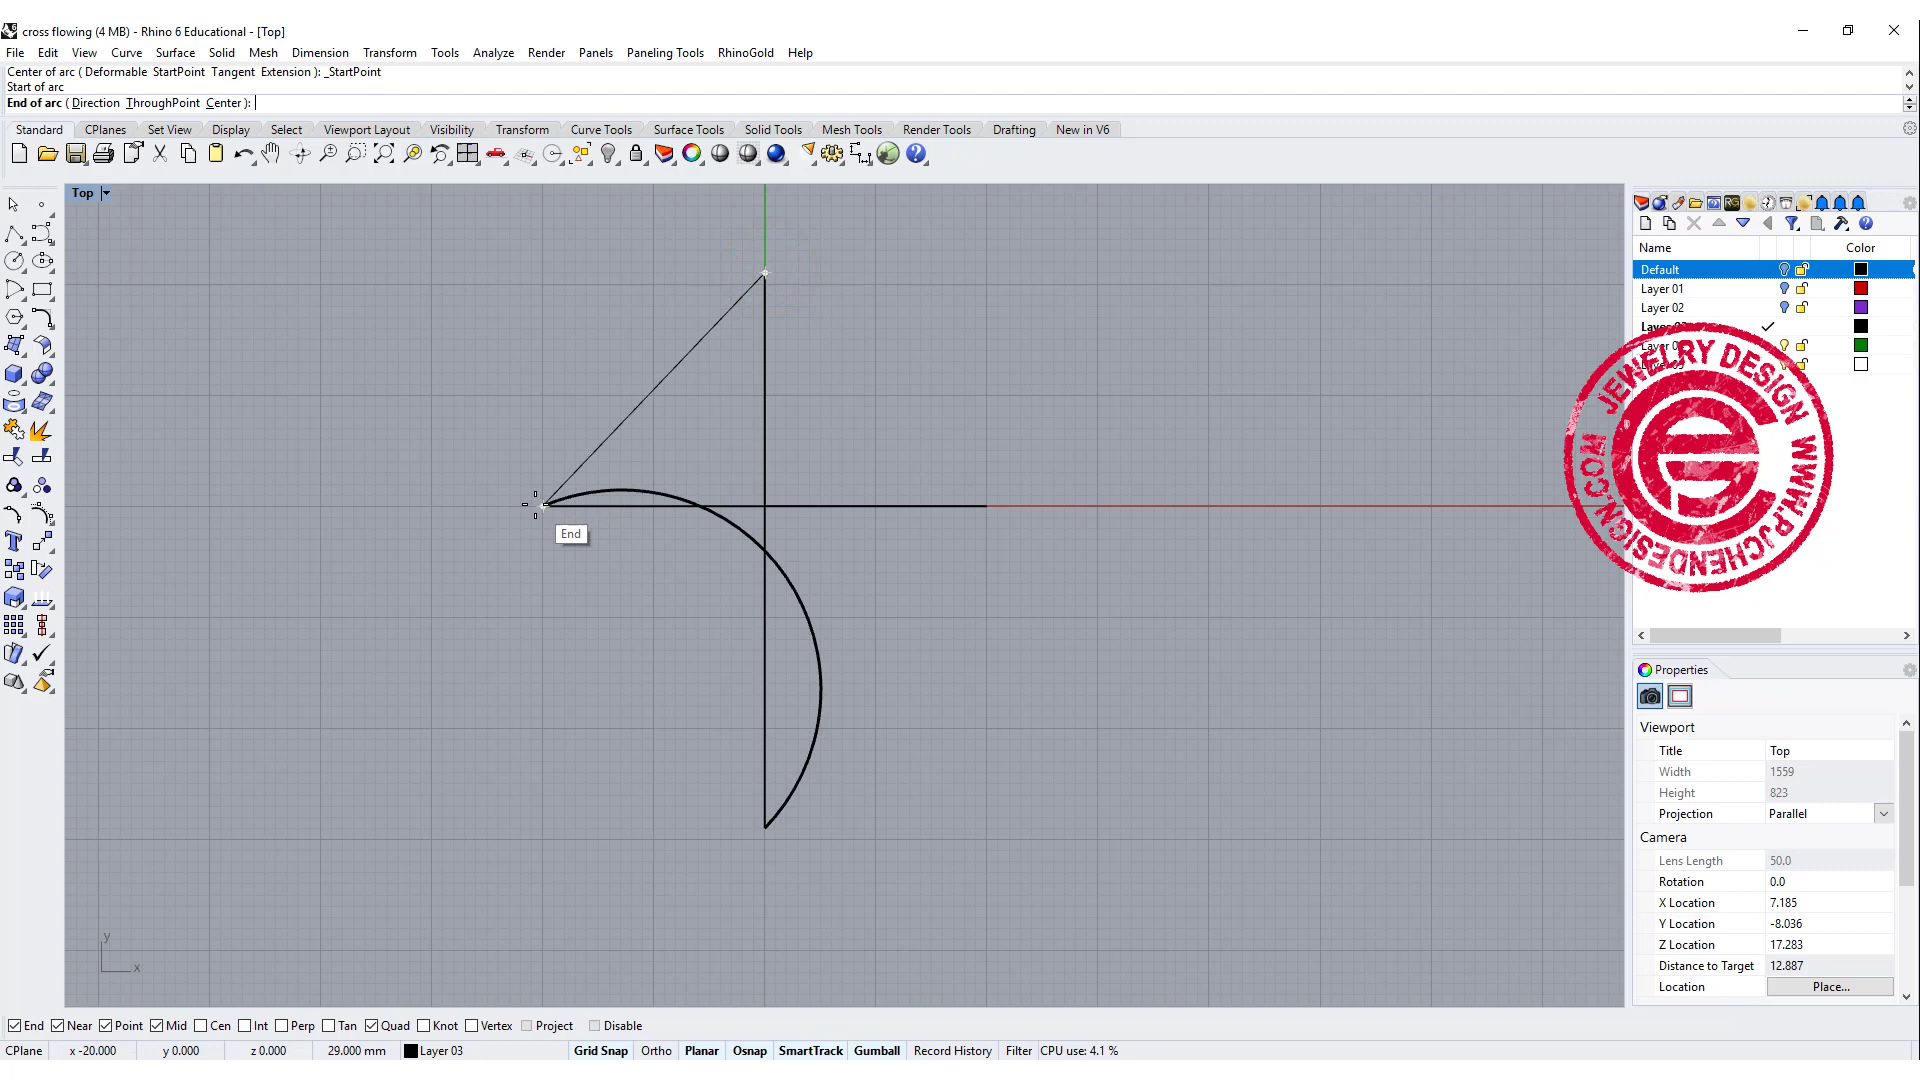 cross flowing (4 MB) - Rhino 6 Educational - [Top]
File Edit View Curve Surface Solid Mesh Dimension Transform Tools Analyze Render Panels Paneling Tools RhinoGold Help
Center of arc ( Deformable StartPoint Tangent Extension ): _StartPoint
Start of arc
End of arc ( Direction ThroughPoint Center ):
Standard CPlanes Set View Display Select Viewport Layout Visibility Transform Curve Tools Surface Tools Solid Tools Mesh Tools Render Tools Drafting New in V6
Top
Name Color
Default
Layer 01
Layer 02
JEWELRY DESIGN WWW.PJCHENDESIGN.COM
End
Properties
Viewport
Title Top
Width 1559
Height 823
Projection Parallel
Camera
Lens Length 50.0
Rotation 0.0
X Location 7.185
Y Location -8.036
Z Location 17.283
Distance to Target 12.887
Location Place...
y
x
End Near Point Mid Cen Int Perp Tan Quad Knot Vertex Project Disable
CPlane x -20.000 y 0.000 z 0.000 29.000 mm Layer 03 Grid Snap Ortho Planar Osnap SmartTrack Gumball Record History Filter CPU use: 4.1 %